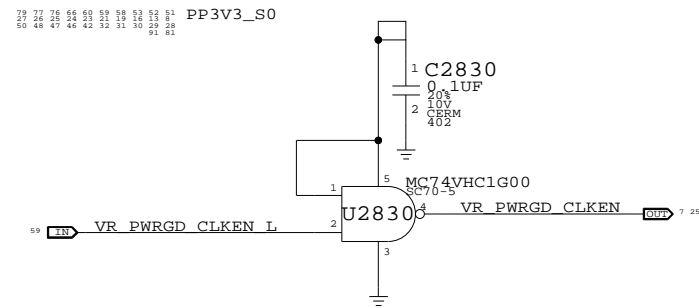 79 77 76 66 60 59 58 53 52 51 PP3V3_S0
27 26 25 24 23 21 19 16 13 8
50 48 47 46 42 32 31 30 29 28
91 81
1 C2830
0.1UF
20%
10V
2 CERM
402
5 MC74VHC1G00
SC70-5
1
U2830 4 VR_PWRGD_CLKEN OUT 7 25
59 IN VR_PWRGD_CLKEN_L 2
3